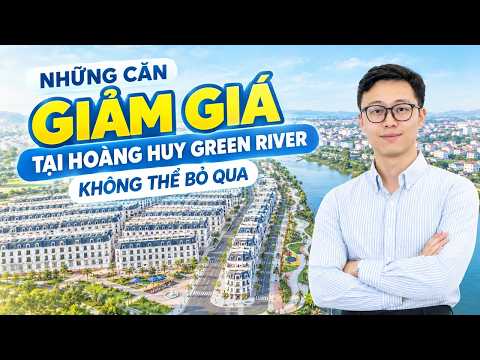 NHỮNG CĂN
GIẢM GIÁ
TẠI HOÀNG HUY GREEN RIVER
KHÔNG THỂ BỎ QUA